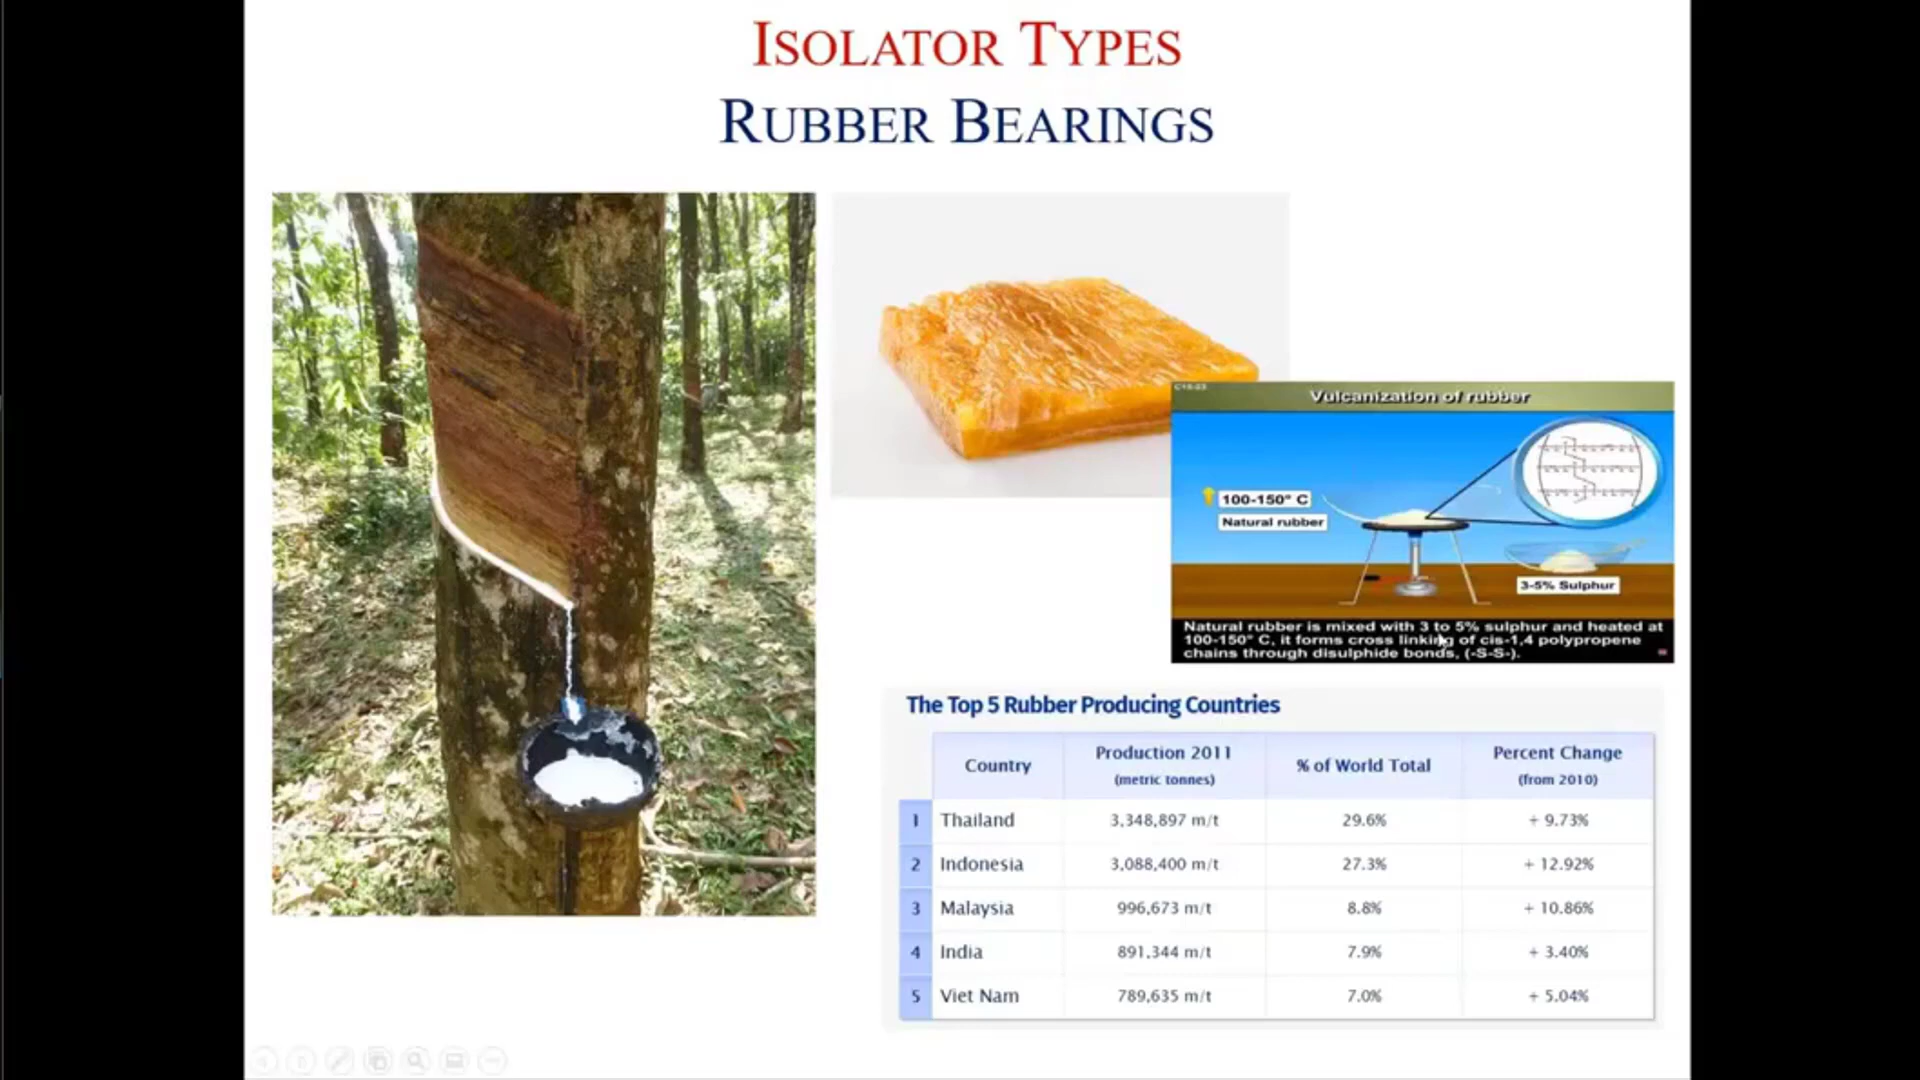 ISOLATOR TYPES
RUBBER BEARINGS
Vulcanization of rubber
100-150° C
Natural rubber
3-5% Sulphur
Natural rubber is mixed with 3 to 5% sulphur and heated at
100-150° C, it forms cross linking of cis-1,4 polypropene
chains through disulphide bonds, (-S-S-).
The Top 5 Rubber Producing Countries
Country Production 2011 (metric tonnes) % of World Total Percent Change (from 2010)
1 Thailand 3,348,897 m/t 29.6% + 9.73%
2 Indonesia 3,088,400 m/t 27.3% + 12.92%
3 Malaysia 996,673 m/t 8.8% + 10.86%
4 India 891,344 m/t 7.9% + 3.40%
5 Viet Nam 789,635 m/t 7.0% + 5.04%